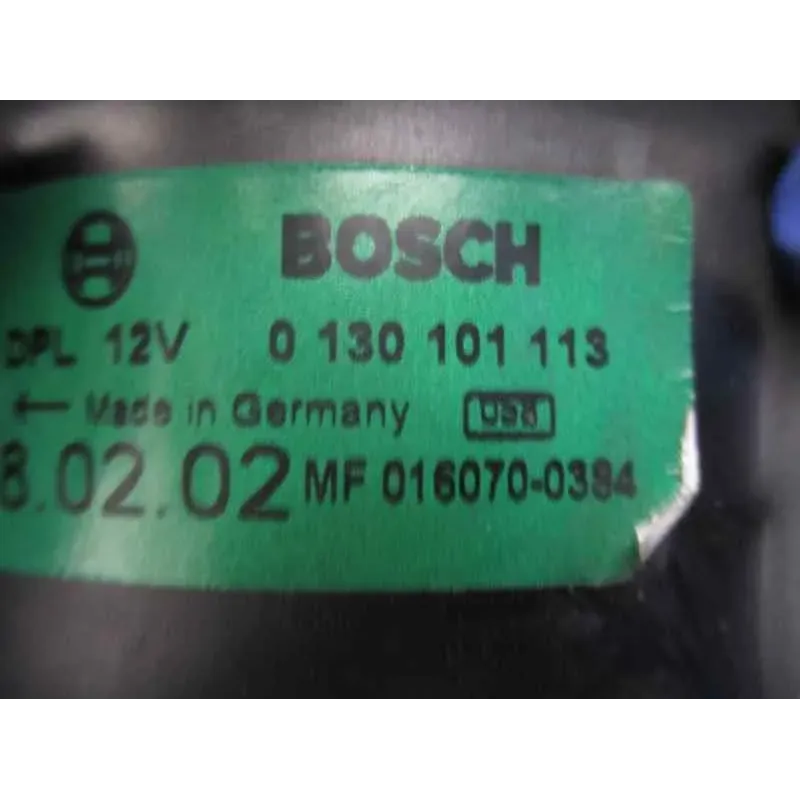 BOSCH
DPL 12V 0 130 101 113
← Made in Germany
8.02.02 MF 016070-0384